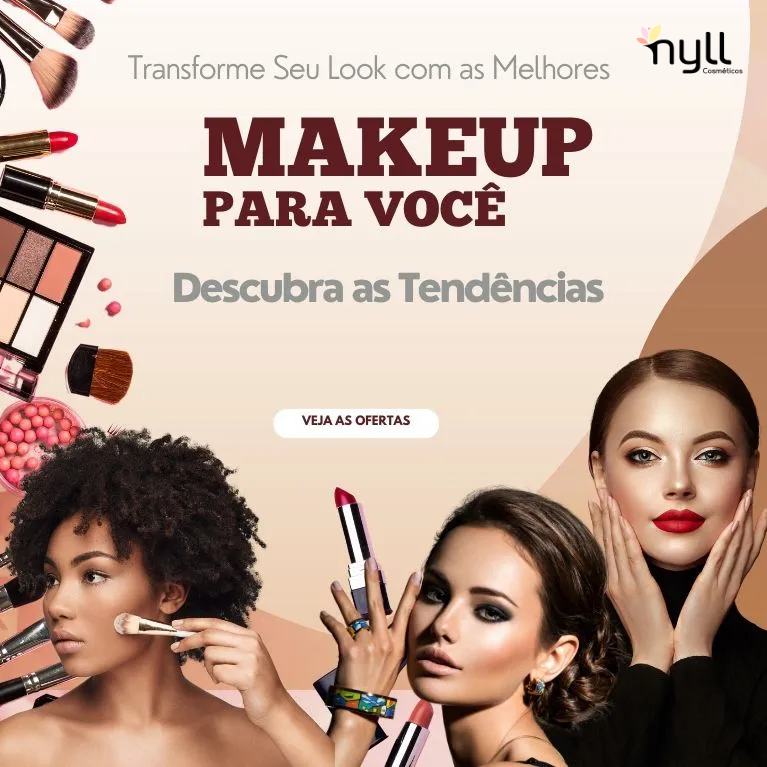 nyll
Cosméticos
Transforme Seu Look com as Melhores
MAKEUP
PARA VOCÊ
Descubra as Tendências
VEJA AS OFERTAS